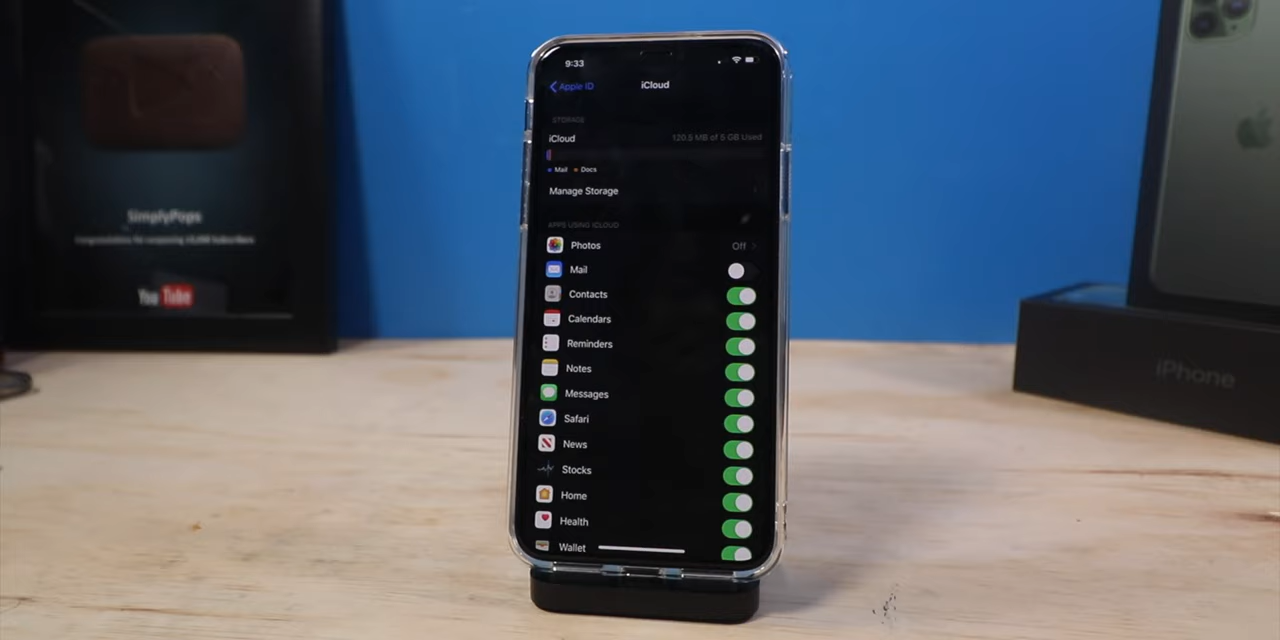 SimplyPops
YouTube
9:33
Apple ID
iCloud
STORAGE
iCloud 120.5 MB of 5 GB Used
Mail Docs
Manage Storage
APPS USING ICLOUD
Photos Off
Mail
Contacts
Calendars
Reminders
Notes
Messages
Safari
News
Stocks
Home
Health
Wallet
iPhone